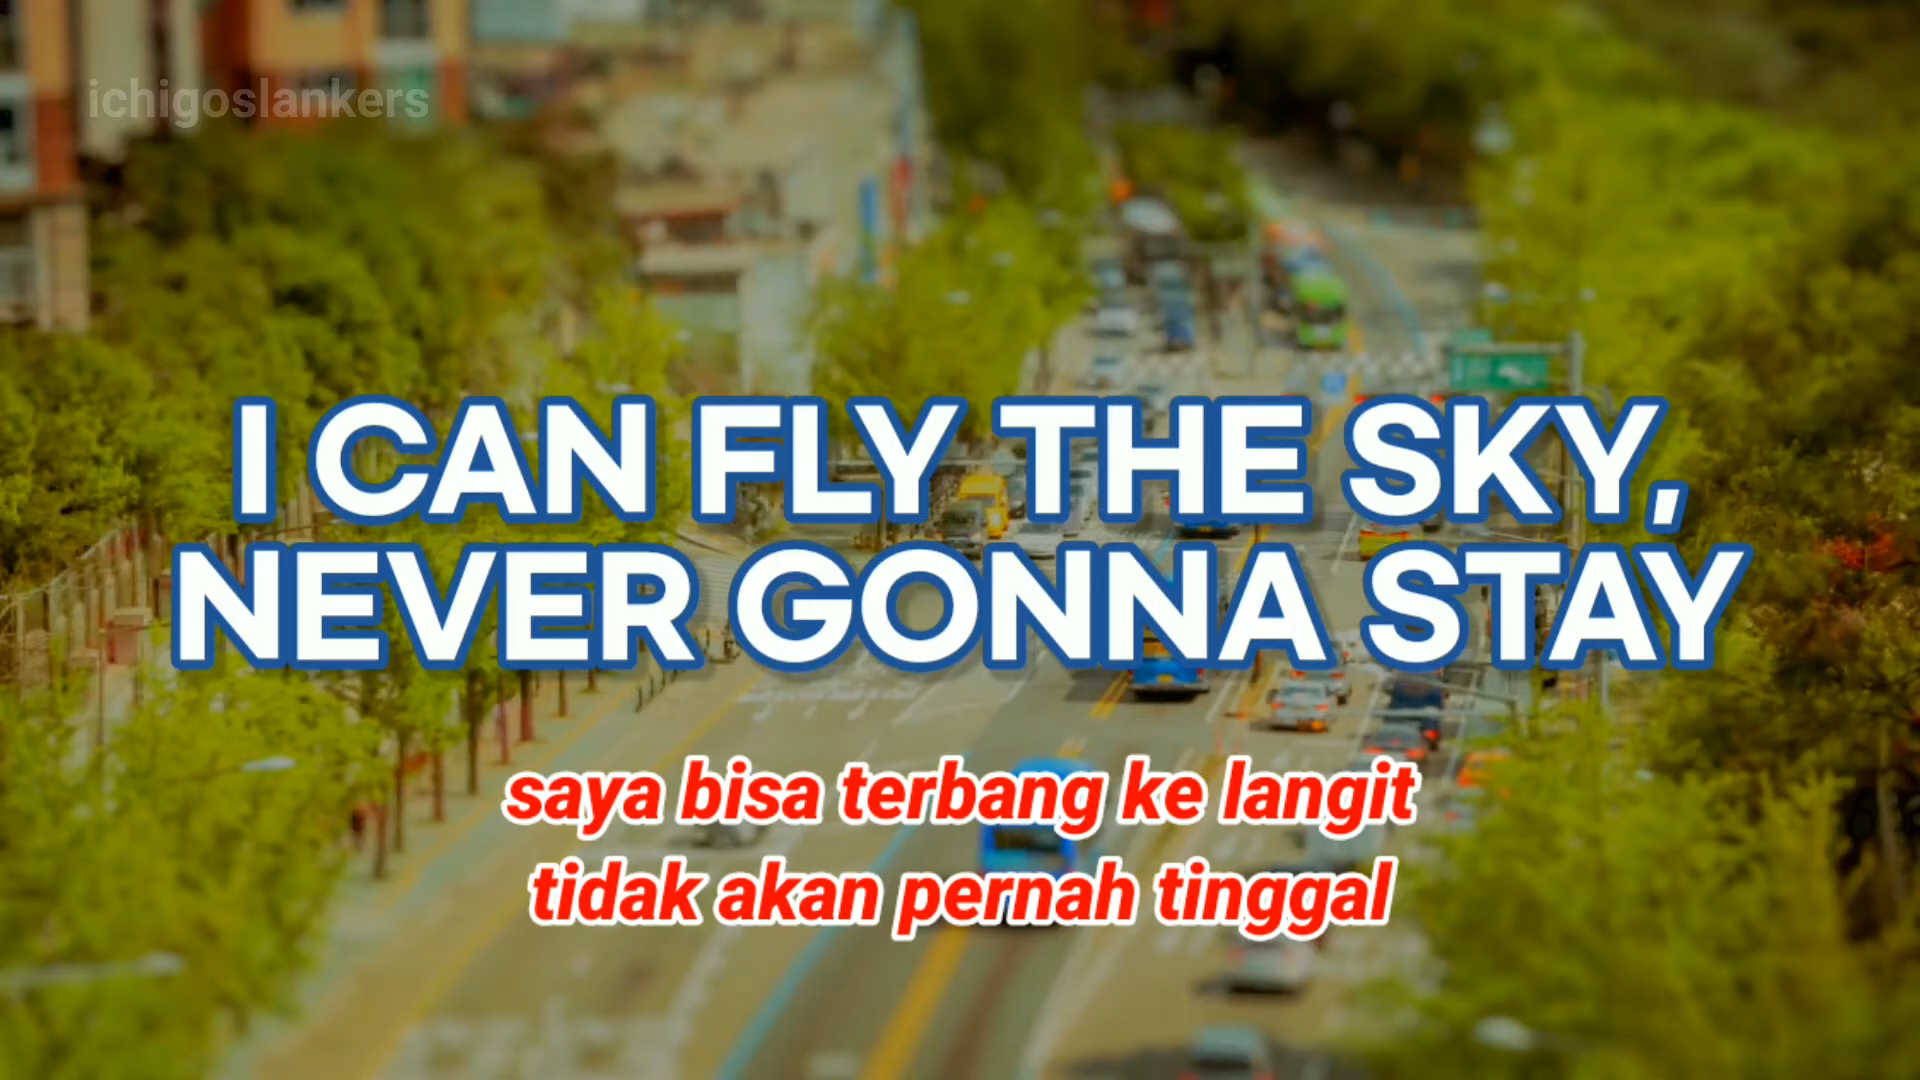 ichigoslankers
I CAN FLY THE SKY,
NEVER GONNA STAY
saya bisa terbang ke langit
tidak akan pernah tinggal